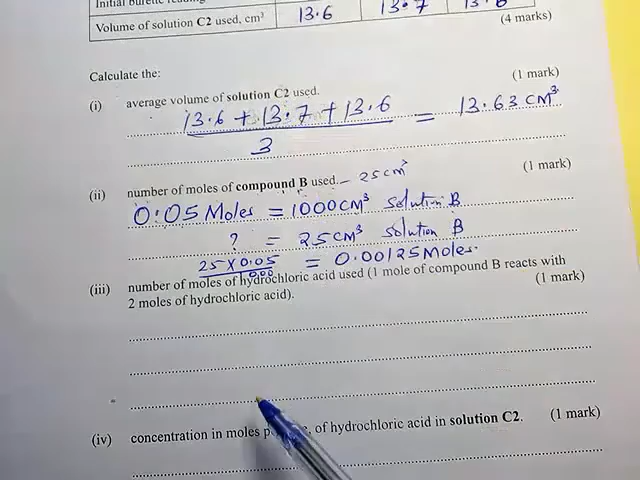 Initial burette reading
Volume of solution C2 used, cm³ 13.6 13.7 13.6
(4 marks)
Calculate the:
(i) average volume of solution C2 used. (1 mark)
13.6 + 13.7 + 13.6 = 13.63 cm³
3
(ii) number of moles of compound B used – 25cm³ (1 mark)
0.05 Moles = 1000cm³ solution B
? = 25cm³ solution B
25 x 0.05 = 0.00125 Moles.
(iii) number of moles of hydrochloric acid used (1 mole of compound B reacts with
2 moles of hydrochloric acid). (1 mark)
(iv) concentration in moles of hydrochloric acid in solution C2. (1 mark)